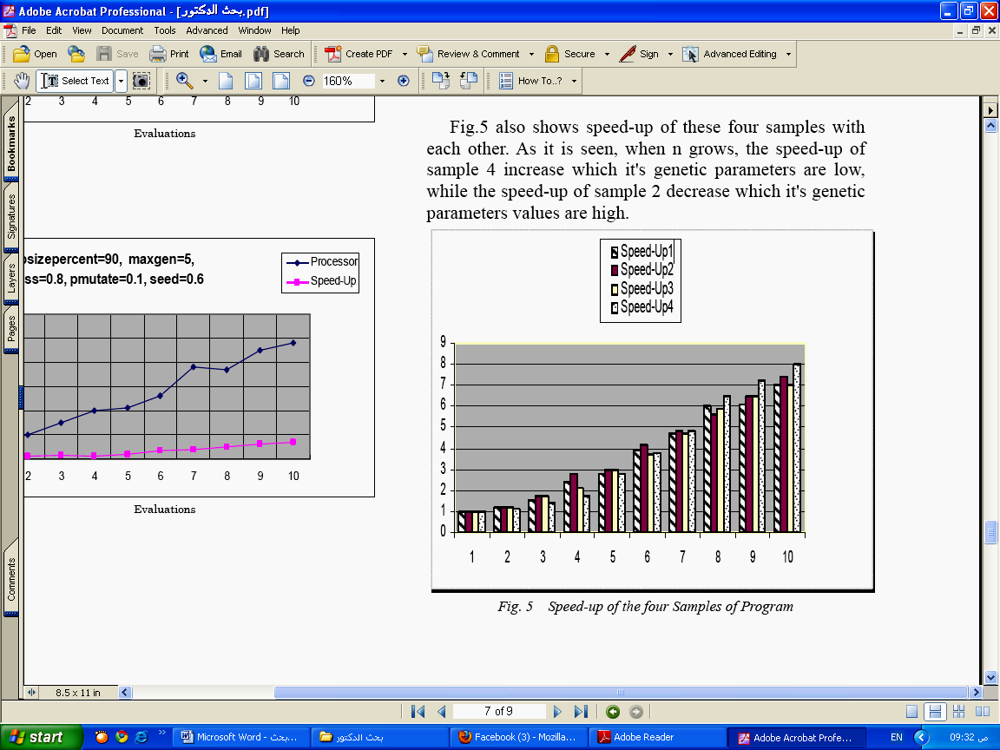 Adobe Acrobat Professional - [بحث الدكتور.pdf]
File Edit View Document Tools Advanced Window Help
Open Save Print Email Search Create PDF Review & Comment Secure Sign Advanced Editing
Select Text 160% How To..?
Bookmarks
Signatures
Layers
Pages
Comments
2 3 4 5 6 7 8 9 10
Evaluations
psizepercent=90, maxgen=5,
ss=0.8, pmutate=0.1, seed=0.6
Processor
Speed-Up
2 3 4 5 6 7 8 9 10
Evaluations
Fig.5 also shows speed-up of these four samples with
each other. As it is seen, when n grows, the speed-up of
sample 4 increase which it's genetic parameters are low,
while the speed-up of sample 2 decrease which it's genetic
parameters values are high.
Speed-Up1
Speed-Up2
Speed-Up3
Speed-Up4
9
8
7
6
5
4
3
2
1
0
1 2 3 4 5 6 7 8 9 10
Fig. 5 Speed-up of the four Samples of Program
8.5 x 11 in
7 of 9
start Microsoft Word - بحث... بحث الدكتور Facebook (3) - Mozilla... Adobe Reader Adobe Acrobat Profe... EN 09:32 ص